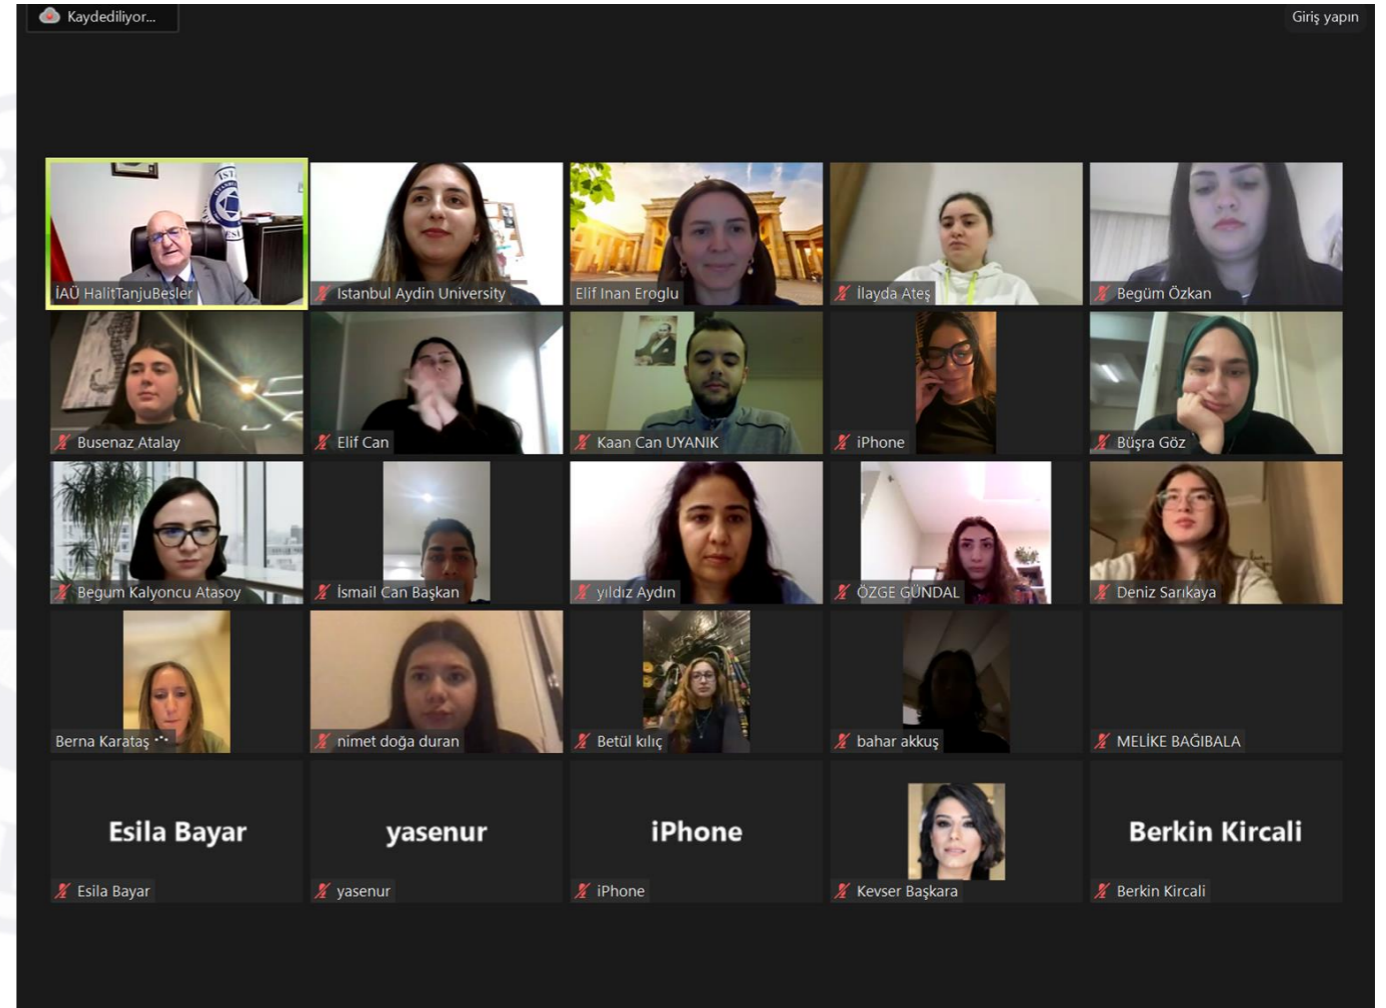 Kaydediliyor...
Giriş yapın
İAÜ HalitTanjuBesler
Istanbul Aydin University
Elif Inan Eroglu
İlayda Ateş
Begüm Özkan
Busenaz Atalay
Elif Can
Kaan Can UYANIK
iPhone
Büşra Göz
Begum Kalyoncu Atasoy
İsmail Can Başkan
yıldız Aydın
ÖZGE GÜNDAL
Deniz Sarıkaya
Berna Karataş
nimet doğa duran
Betül kılıç
bahar akkuş
MELİKE BAĞIBALA
Esila Bayar
yasenur
iPhone
Berkin Kircali
Esila Bayar
yasenur
iPhone
Kevser Başkara
Berkin Kircali